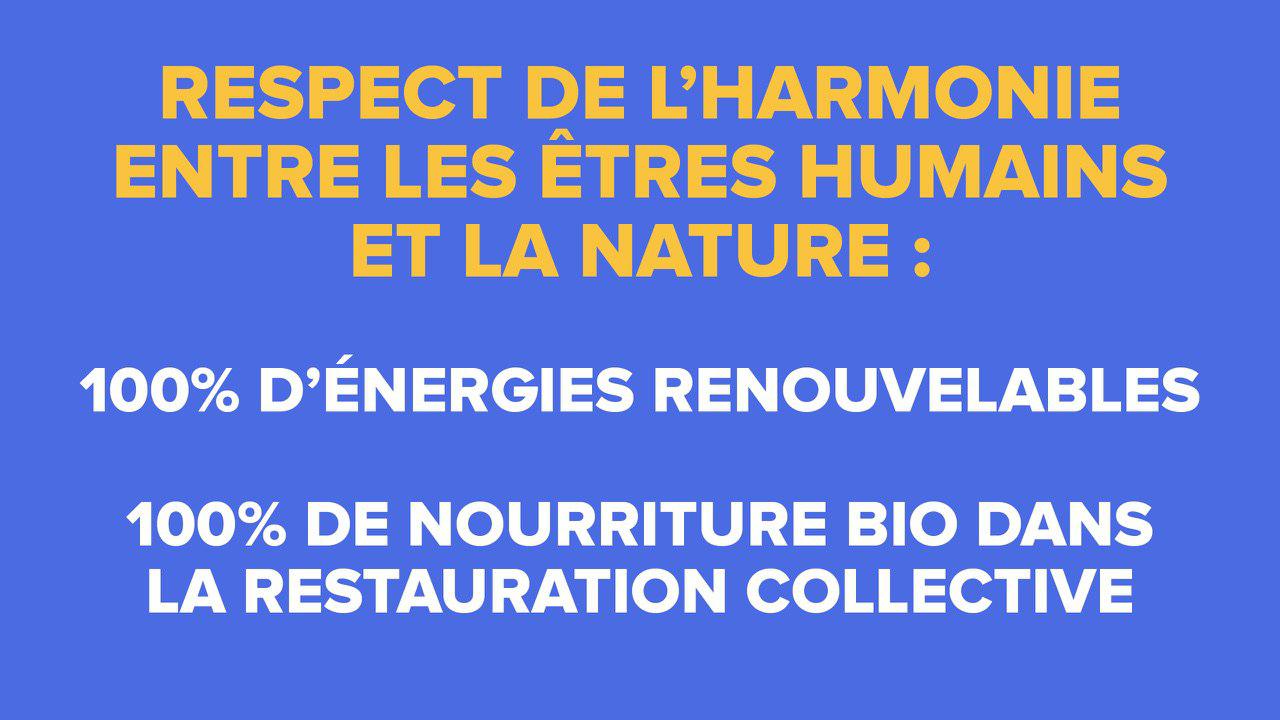 RESPECT DE L’HARMONIE
ENTRE LES ÊTRES HUMAINS
ET LA NATURE :
100% D’ÉNERGIES RENOUVELABLES
100% DE NOURRITURE BIO DANS
LA RESTAURATION COLLECTIVE